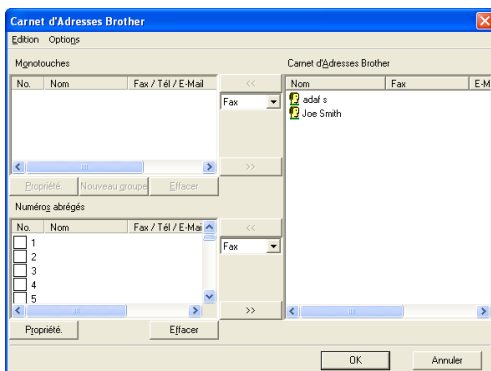 Carnet d'Adresses Brother
Edition Options
Monotouches
No. Nom Fax / Tél / E-Mail
Propriété. Nouveau groupe Effacer
<<
Fax
>>
Numéros abrégés
No. Nom Fax / Tél / E-Mai
1
2
3
4
5
Propriété. Effacer
<<
Fax
>>
Carnet d'Adresses Brother
Nom Fax E-M
adaf s
Joe Smith
OK Annuler